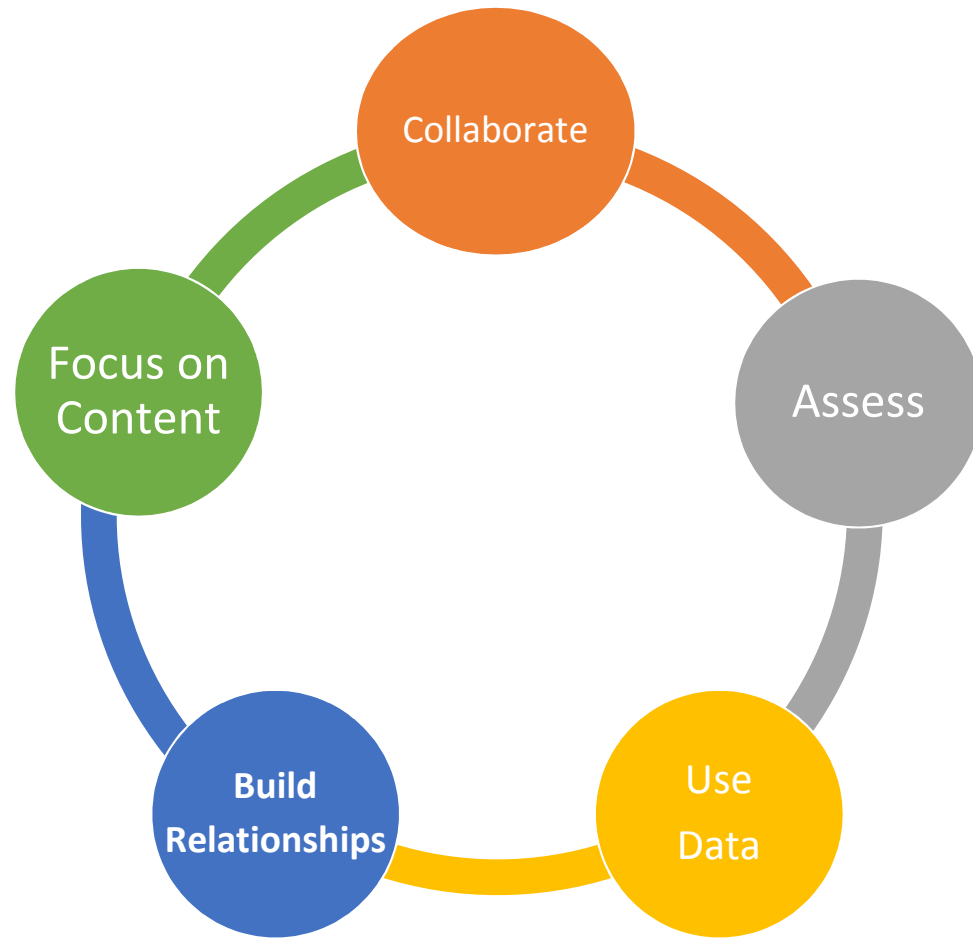 Collaborate
Assess
Use
Data
Build
Relationships
Focus on
Content